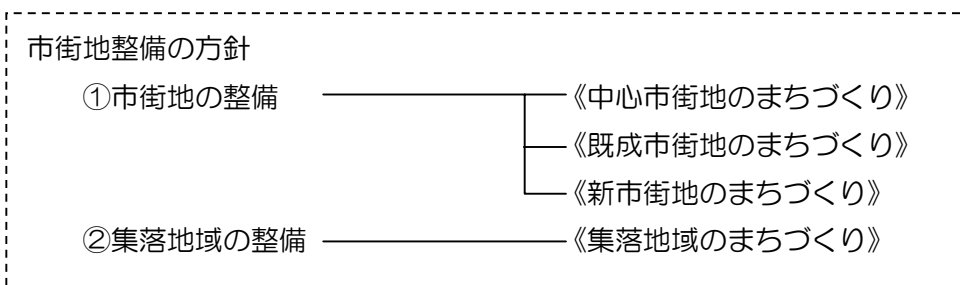 市街地整備の方針
①市街地の整備 《中心市街地のまちづくり》
《既成市街地のまちづくり》
《新市街地のまちづくり》
②集落地域の整備 《集落地域のまちづくり》